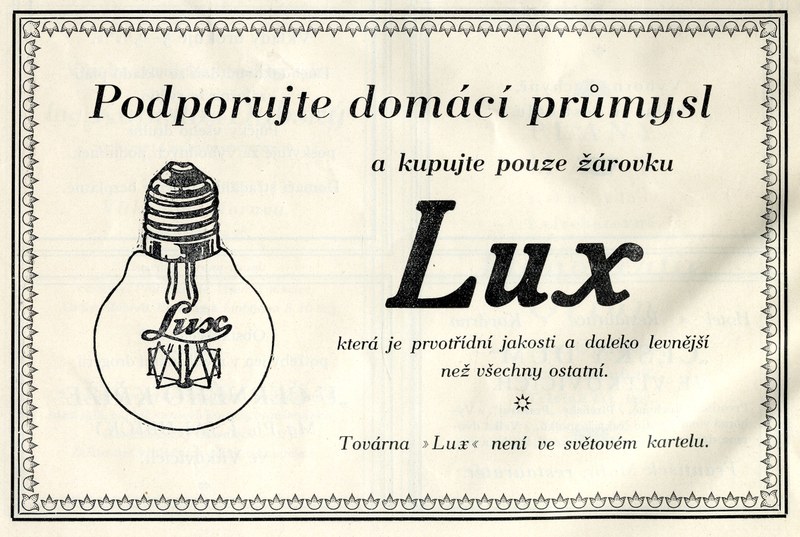 Podporujte domácí průmysl
a kupujte pouze žárovku
Lux
Lux
která je prvotřídní jakosti a daleko levnější
než všechny ostatní.
Továrna »Lux« není ve světovém kartelu.